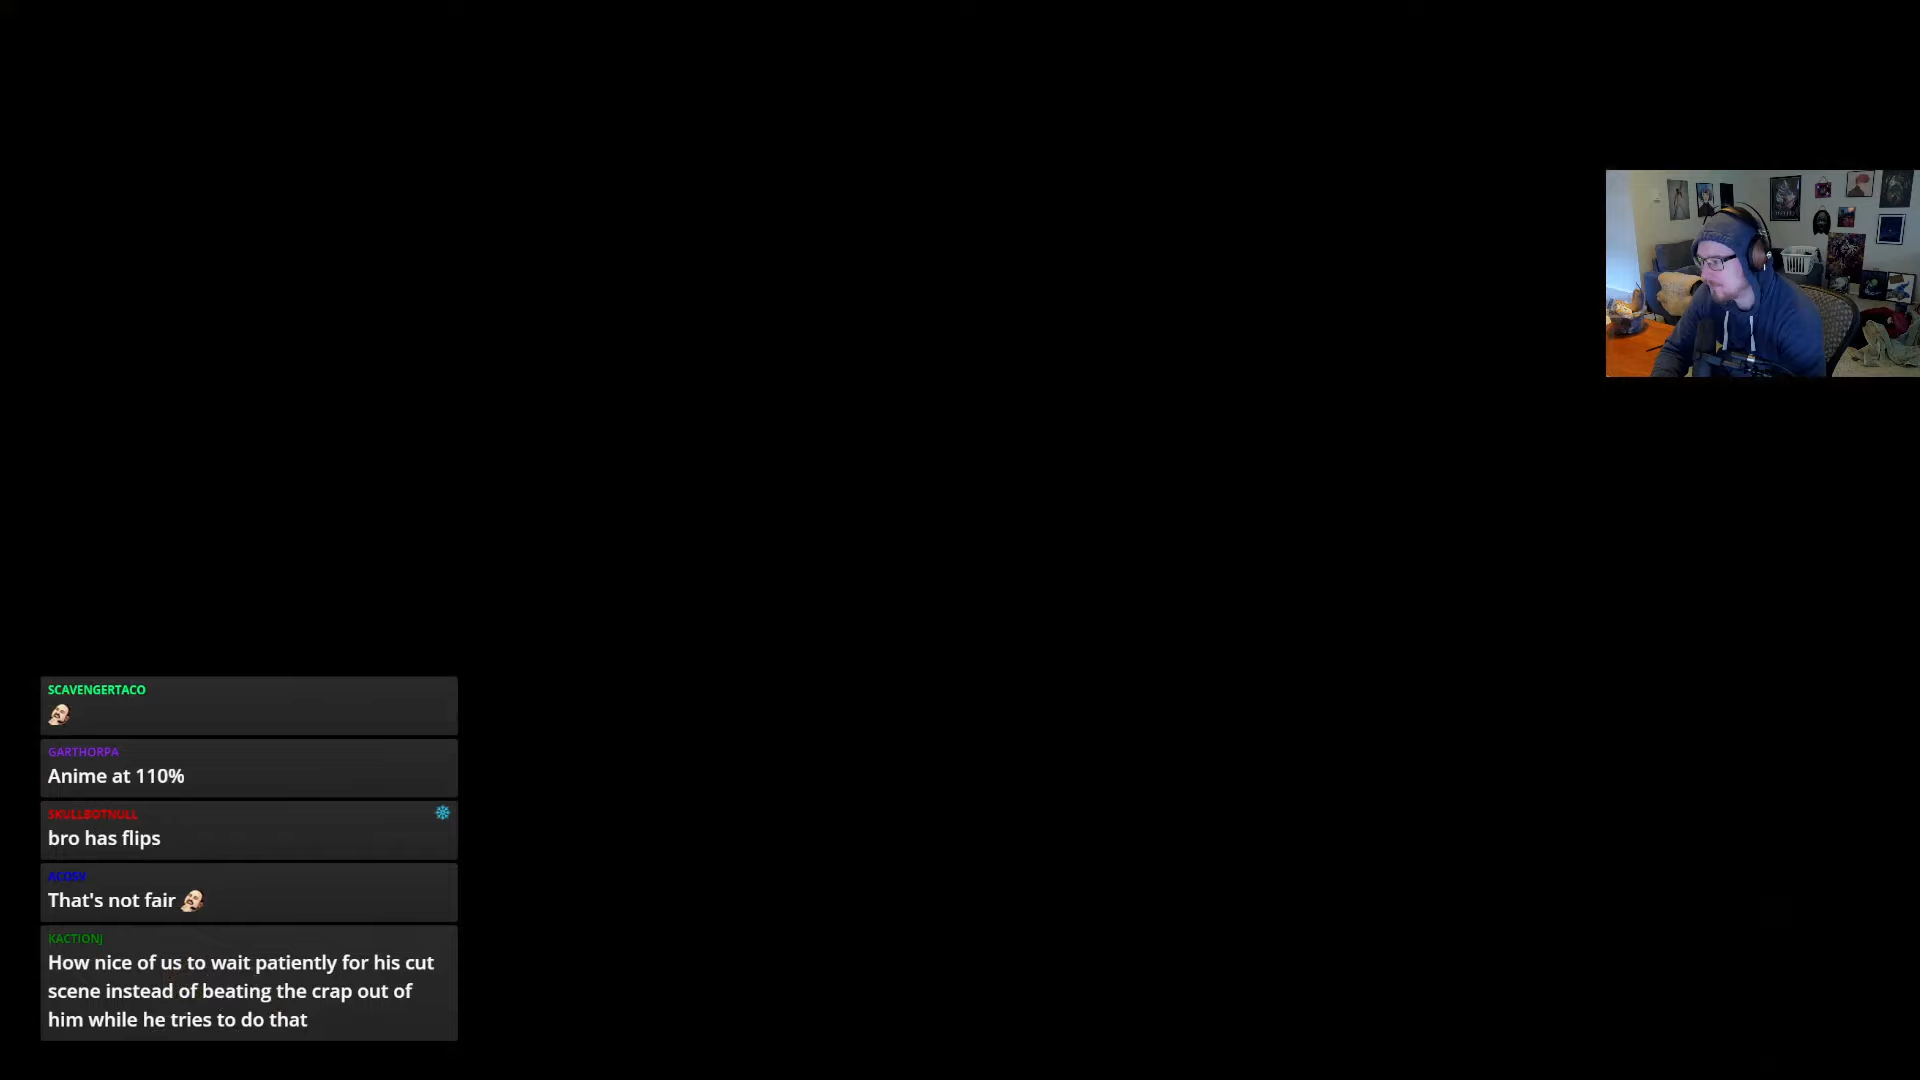 SCAVENGERTACO
GARTHORPA
Anime at 110%
SKULLBOTNULL
bro has flips
ACOSV
That's not fair
KACTIONJ
How nice of us to wait patiently for his cut
scene instead of beating the crap out of
him while he tries to do that